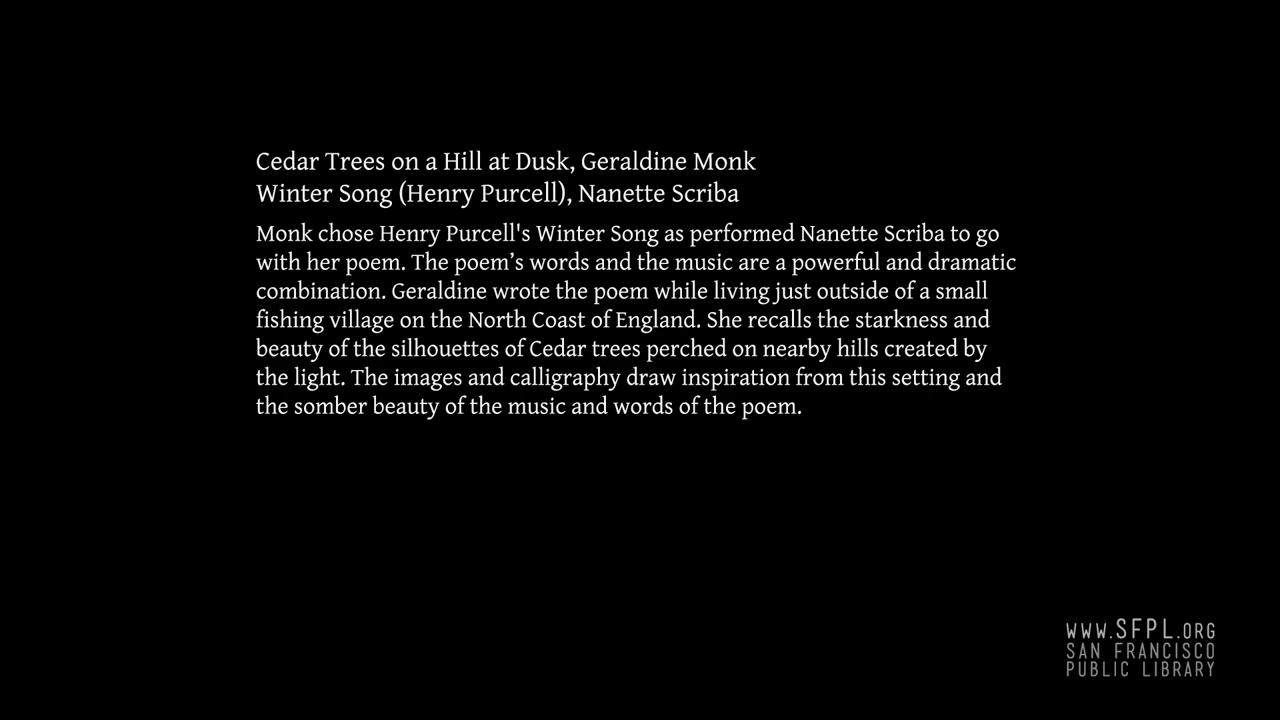 Cedar Trees on a Hill at Dusk, Geraldine Monk
Winter Song (Henry Purcell), Nanette Scriba
Monk chose Henry Purcell's Winter Song as performed Nanette Scriba to go
with her poem. The poem’s words and the music are a powerful and dramatic
combination. Geraldine wrote the poem while living just outside of a small
fishing village on the North Coast of England. She recalls the starkness and
beauty of the silhouettes of Cedar trees perched on nearby hills created by
the light. The images and calligraphy draw inspiration from this setting and
the somber beauty of the music and words of the poem.
WWW.SFPL.ORG
SAN FRANCISCO
PUBLIC LIBRARY